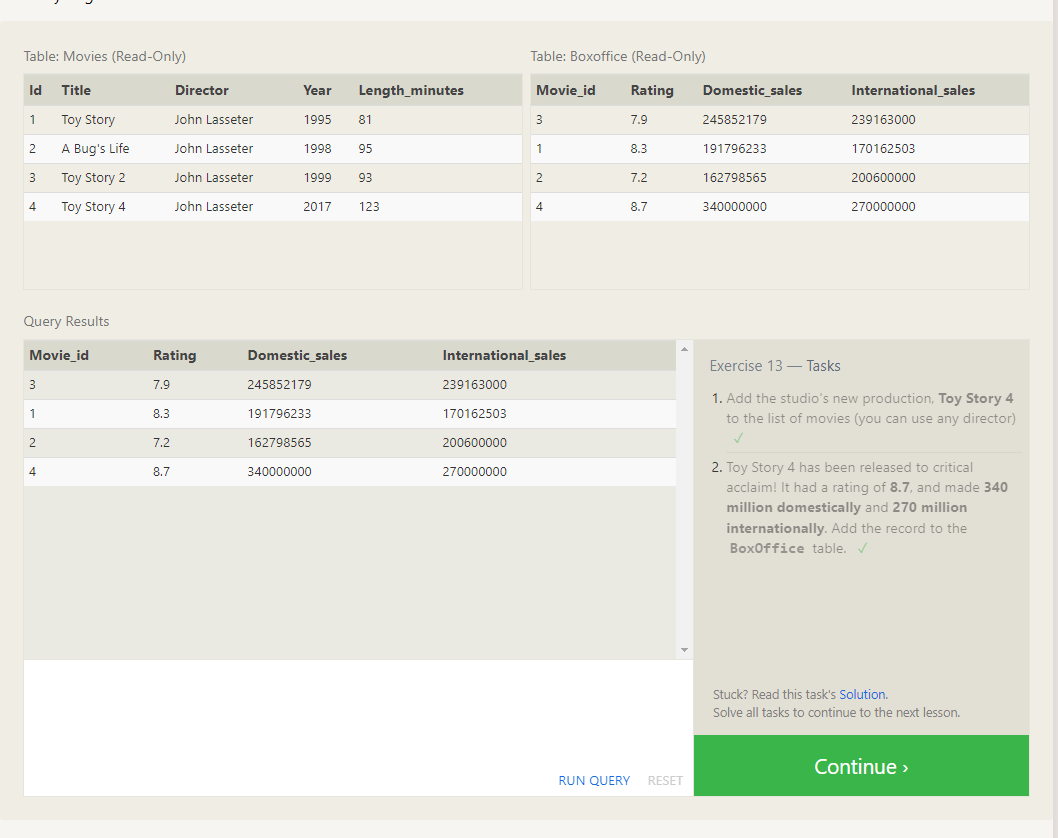 Table: Movies (Read-Only)
Id Title Director Year Length_minutes
1 Toy Story John Lasseter 1995 81
2 A Bug's Life John Lasseter 1998 95
3 Toy Story 2 John Lasseter 1999 93
4 Toy Story 4 John Lasseter 2017 123
Table: Boxoffice (Read-Only)
Movie_id Rating Domestic_sales International_sales
3 7.9 245852179 239163000
1 8.3 191796233 170162503
2 7.2 162798565 200600000
4 8.7 340000000 270000000
Query Results
Movie_id Rating Domestic_sales International_sales
3 7.9 245852179 239163000
1 8.3 191796233 170162503
2 7.2 162798565 200600000
4 8.7 340000000 270000000
RUN QUERY RESET
Exercise 13 — Tasks
1. Add the studio's new production, Toy Story 4
to the list of movies (you can use any director)
✓
2. Toy Story 4 has been released to critical
acclaim! It had a rating of 8.7, and made 340
million domestically and 270 million
internationally. Add the record to the
BoxOffice table. ✓
Stuck? Read this task's Solution.
Solve all tasks to continue to the next lesson.
Continue ›